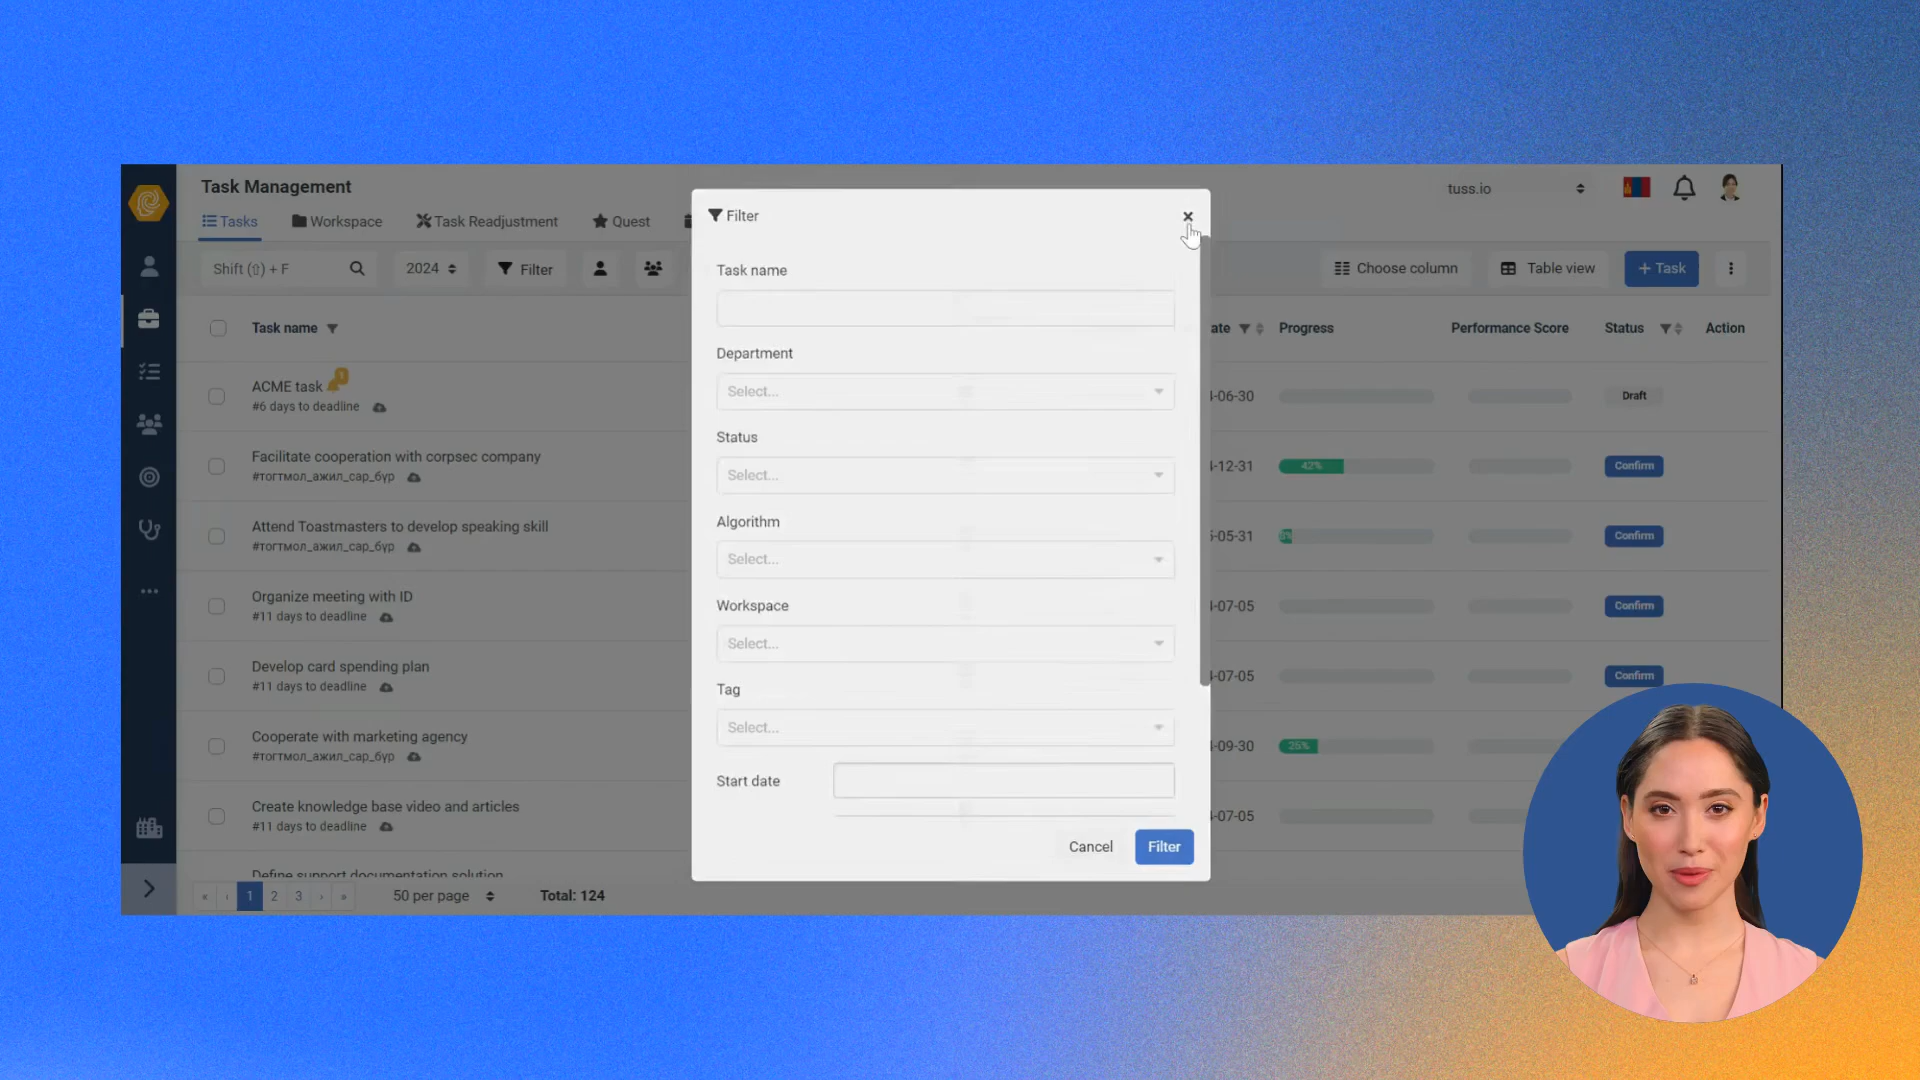 Task Management
tuss.io
Tasks
Workspace
Task Readjustment
Quest
Shift (⇧) + F
2024
Filter
Choose column
Table view
+ Task
Task name
Progress
Performance Score
Status
Action
ACME task
#6 days to deadline
-06-30
Draft
Facilitate cooperation with corpsec company
#тогтмол_ажил_сар_бүр
-12-31
42%
Confirm
Attend Toastmasters to develop speaking skill
#тогтмол_ажил_сар_бүр
-05-31
Confirm
Organize meeting with ID
#11 days to deadline
-07-05
Confirm
Develop card spending plan
#11 days to deadline
-07-05
Confirm
Cooperate with marketing agency
#тогтмол_ажил_сар_бүр
-09-30
25%
Create knowledge base video and articles
#11 days to deadline
-07-05
Define support documentation solution
« ‹ 1 2 3 › »
50 per page
Total: 124
Filter
Task name
Department
Select...
Status
Select...
Algorithm
Select...
Workspace
Select...
Tag
Select...
Start date
Cancel
Filter